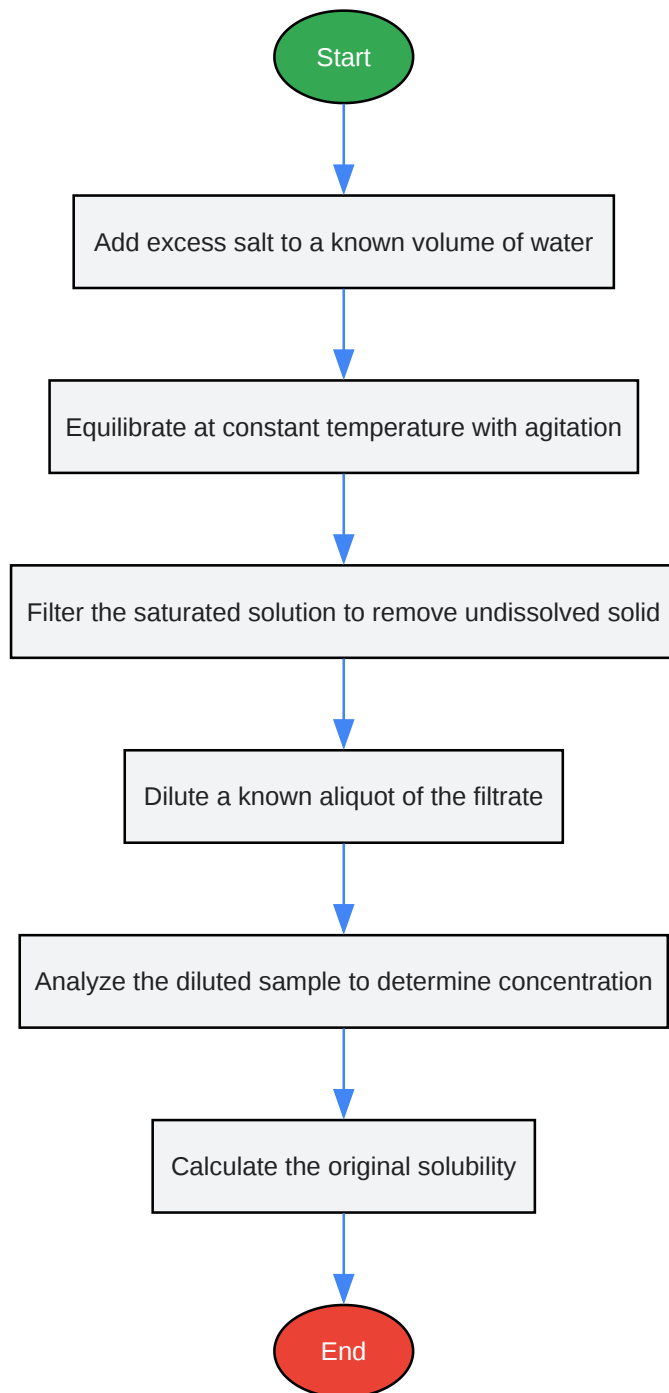 Start
Add excess salt to a known volume of water
Equilibrate at constant temperature with agitation
Filter the saturated solution to remove undissolved solid
Dilute a known aliquot of the filtrate
Analyze the diluted sample to determine concentration
Calculate the original solubility
End